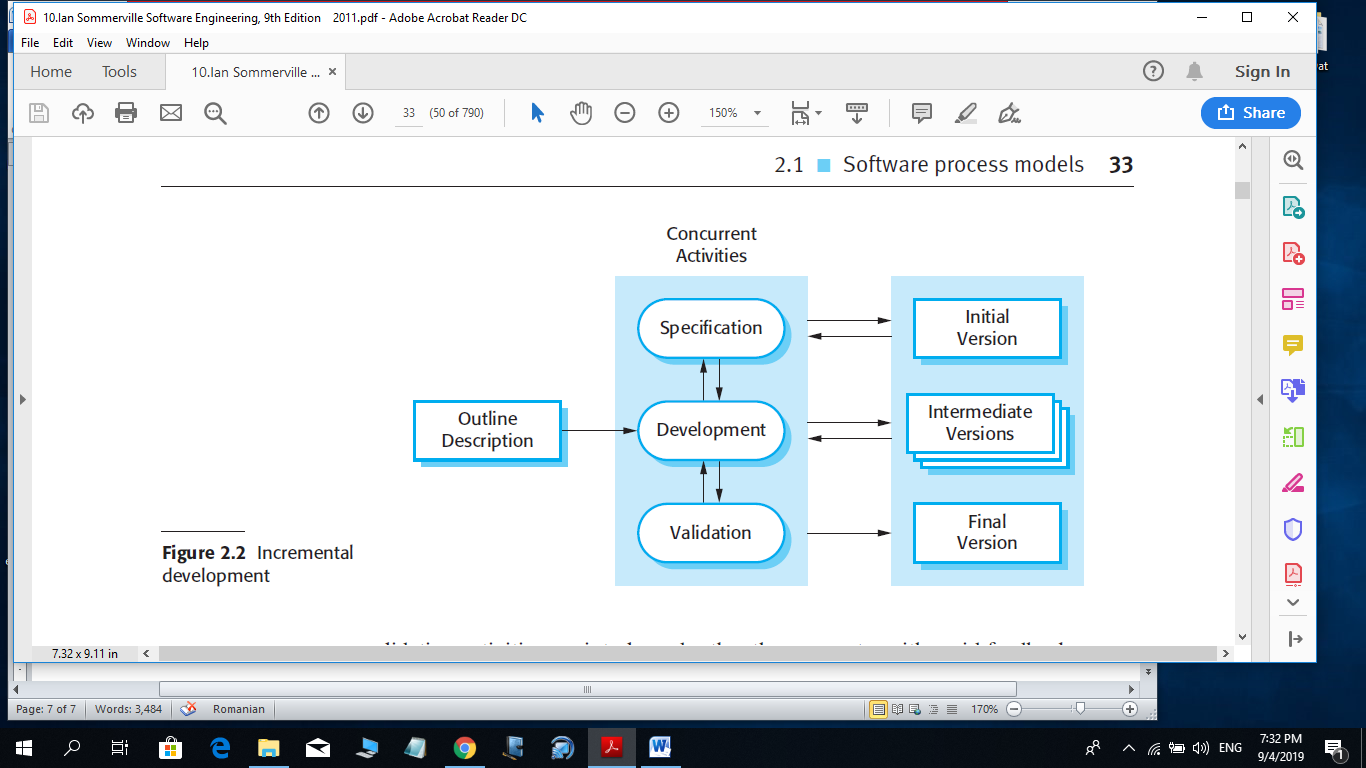 10.Ian Sommerville Software Engineering, 9th Edition 2011.pdf - Adobe Acrobat Reader DC
File Edit View Window Help
Home Tools 10.Ian Sommerville ... × Sign In
33 (50 of 790) 150% Share
2.1 Software process models 33
Concurrent
Activities
Specification
Initial
Version
Outline
Description
Development
Intermediate
Versions
Validation
Final
Version
Figure 2.2 Incremental
development
7.32 x 9.11 in
Page: 7 of 7 Words: 3,484 Romanian 170%
ENG
7:32 PM
9/4/2019
1
at